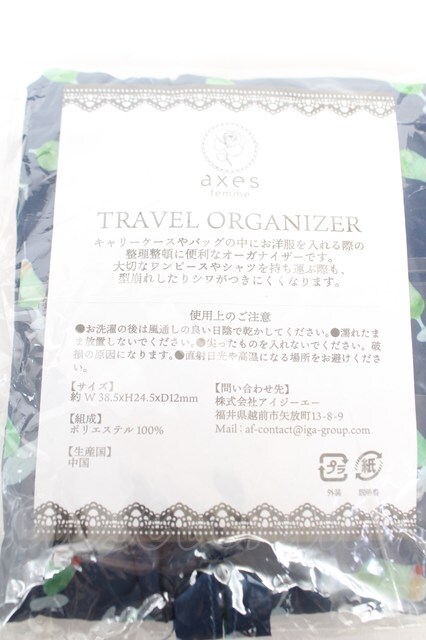 axes
femme
TRAVEL ORGANIZER
キャリーケースやバッグの中にお洋服を入れる際の
整理整頓に便利なオーガナイザーです。
大切なワンピースやシャツを持ち運ぶ際も、
型崩れしたりシワがつきにくくなります。
使用上のご注意
●お洗濯の後は風通しの良い日陰で乾かしてください。●濡れたま
ま放置しないでください。●尖ったものを入れないでください。破
損の原因になります。●直射日光や高温になる場所をお避けくださ
い。
【サイズ】
約 W 38.5xH24.5xD12mm
【組成】
ポリエステル 100%
【生産国】
中国
【問い合わせ先】
株式会社アイジーエー
福井県越前市矢放町13-8-9
Mail : af-contact@iga-group.com
プラ
紙
外袋